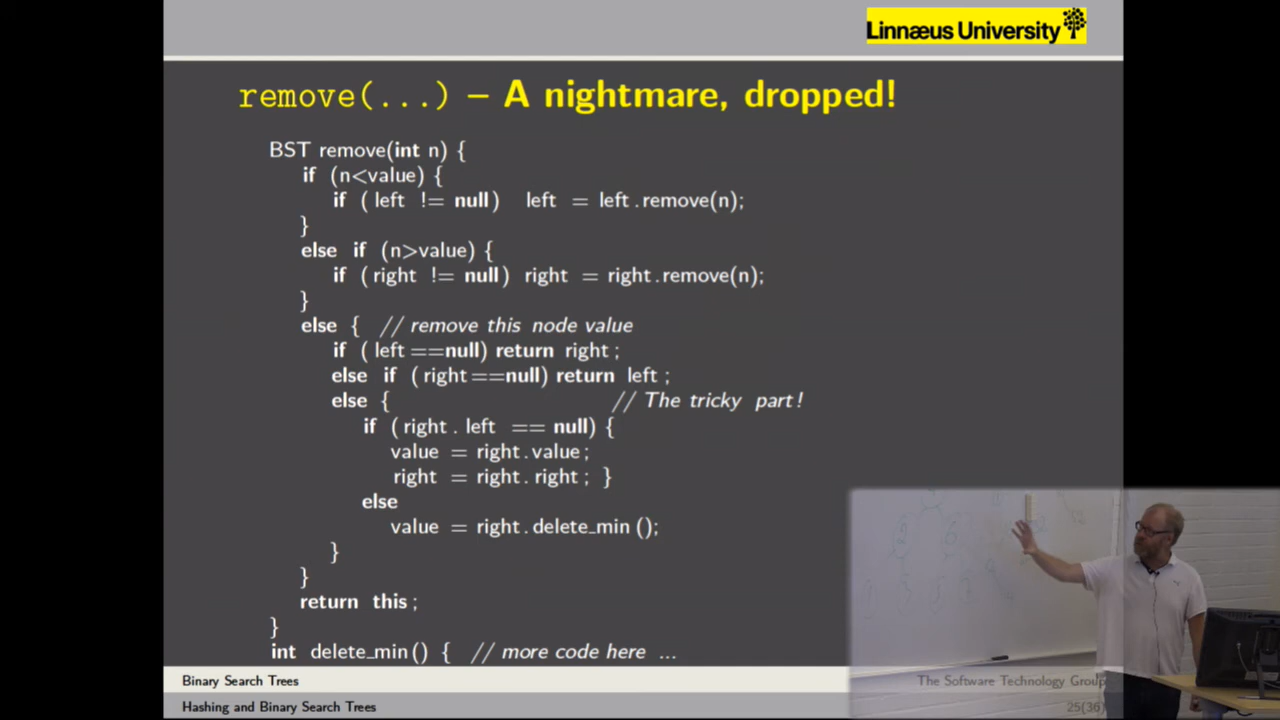 Linnæus University
remove(...) – A nightmare, dropped!
BST remove(int n) {
if (n<value) {
if (left != null) left = left.remove(n);
}
else if (n>value) {
if (right != null) right = right.remove(n);
}
else { // remove this node value
if (left==null) return right;
else if (right==null) return left;
else { // The tricky part!
if (right.left == null) {
value = right.value;
right = right.right; }
else
value = right.delete_min();
}
}
return this;
}
int delete_min() { // more code here ...
Binary Search Trees
The Software Technology Group
Hashing and Binary Search Trees
25(36)